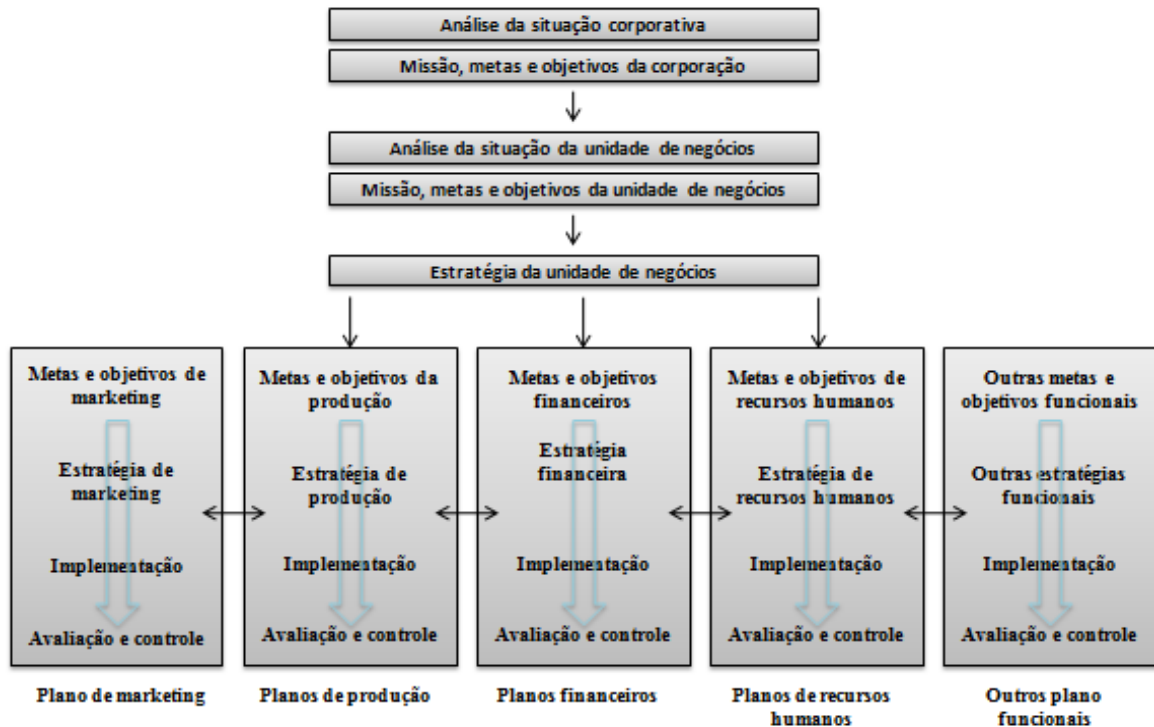 Análise da situação corporativa
Missão, metas e objetivos da corporação
Análise da situação da unidade de negócios
Missão, metas e objetivos da unidade de negócios
Estratégia da unidade de negócios
Metas e objetivos de
marketing
Estratégia de
marketing
Implementação
Avaliação e controle
Plano de marketing
Metas e objetivos da
produção
Estratégia de
produção
Implementação
Avaliação e controle
Planos de produção
Metas e objetivos
financeiros
Estratégia
financeira
Implementação
Avaliação e controle
Planos financeiros
Metas e objetivos de
recursos humanos
Estratégia de
recursos humanos
Implementação
Avaliação e controle
Planos de recursos
humanos
Outras metas e
objetivos funcionais
Outras estratégias
funcionais
Implementação
Avaliação e controle
Outros plano
funcionais